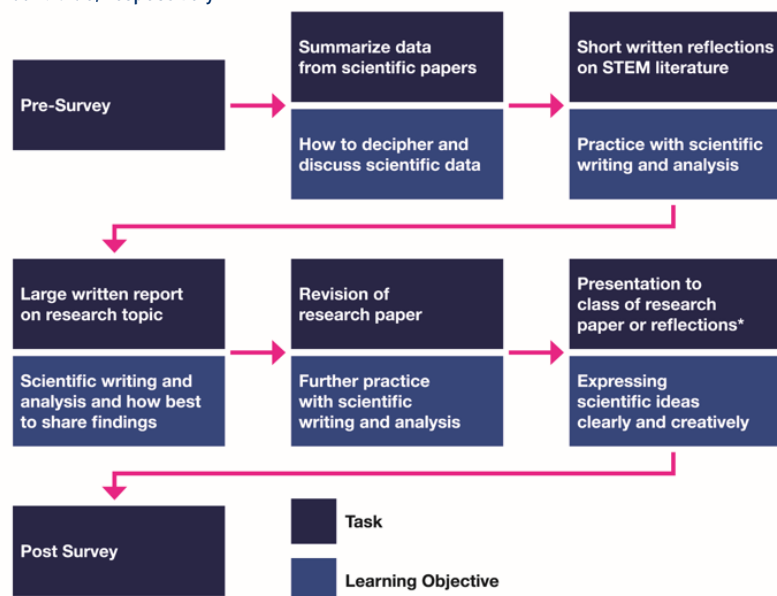 Summarize data
from scientific papers
Short written reflections
on STEM literature
Pre-Survey
How to decipher and
discuss scientific data
Practice with scientific
writing and analysis
Large written report
on research topic
Revision of
research paper
Presentation to
class of research
paper or reflections*
Scientific writing and
analysis and how best
to share findings
Further practice
with scientific
writing and analysis
Expressing
scientific ideas
clearly and creatively
Post Survey
Task
Learning Objective